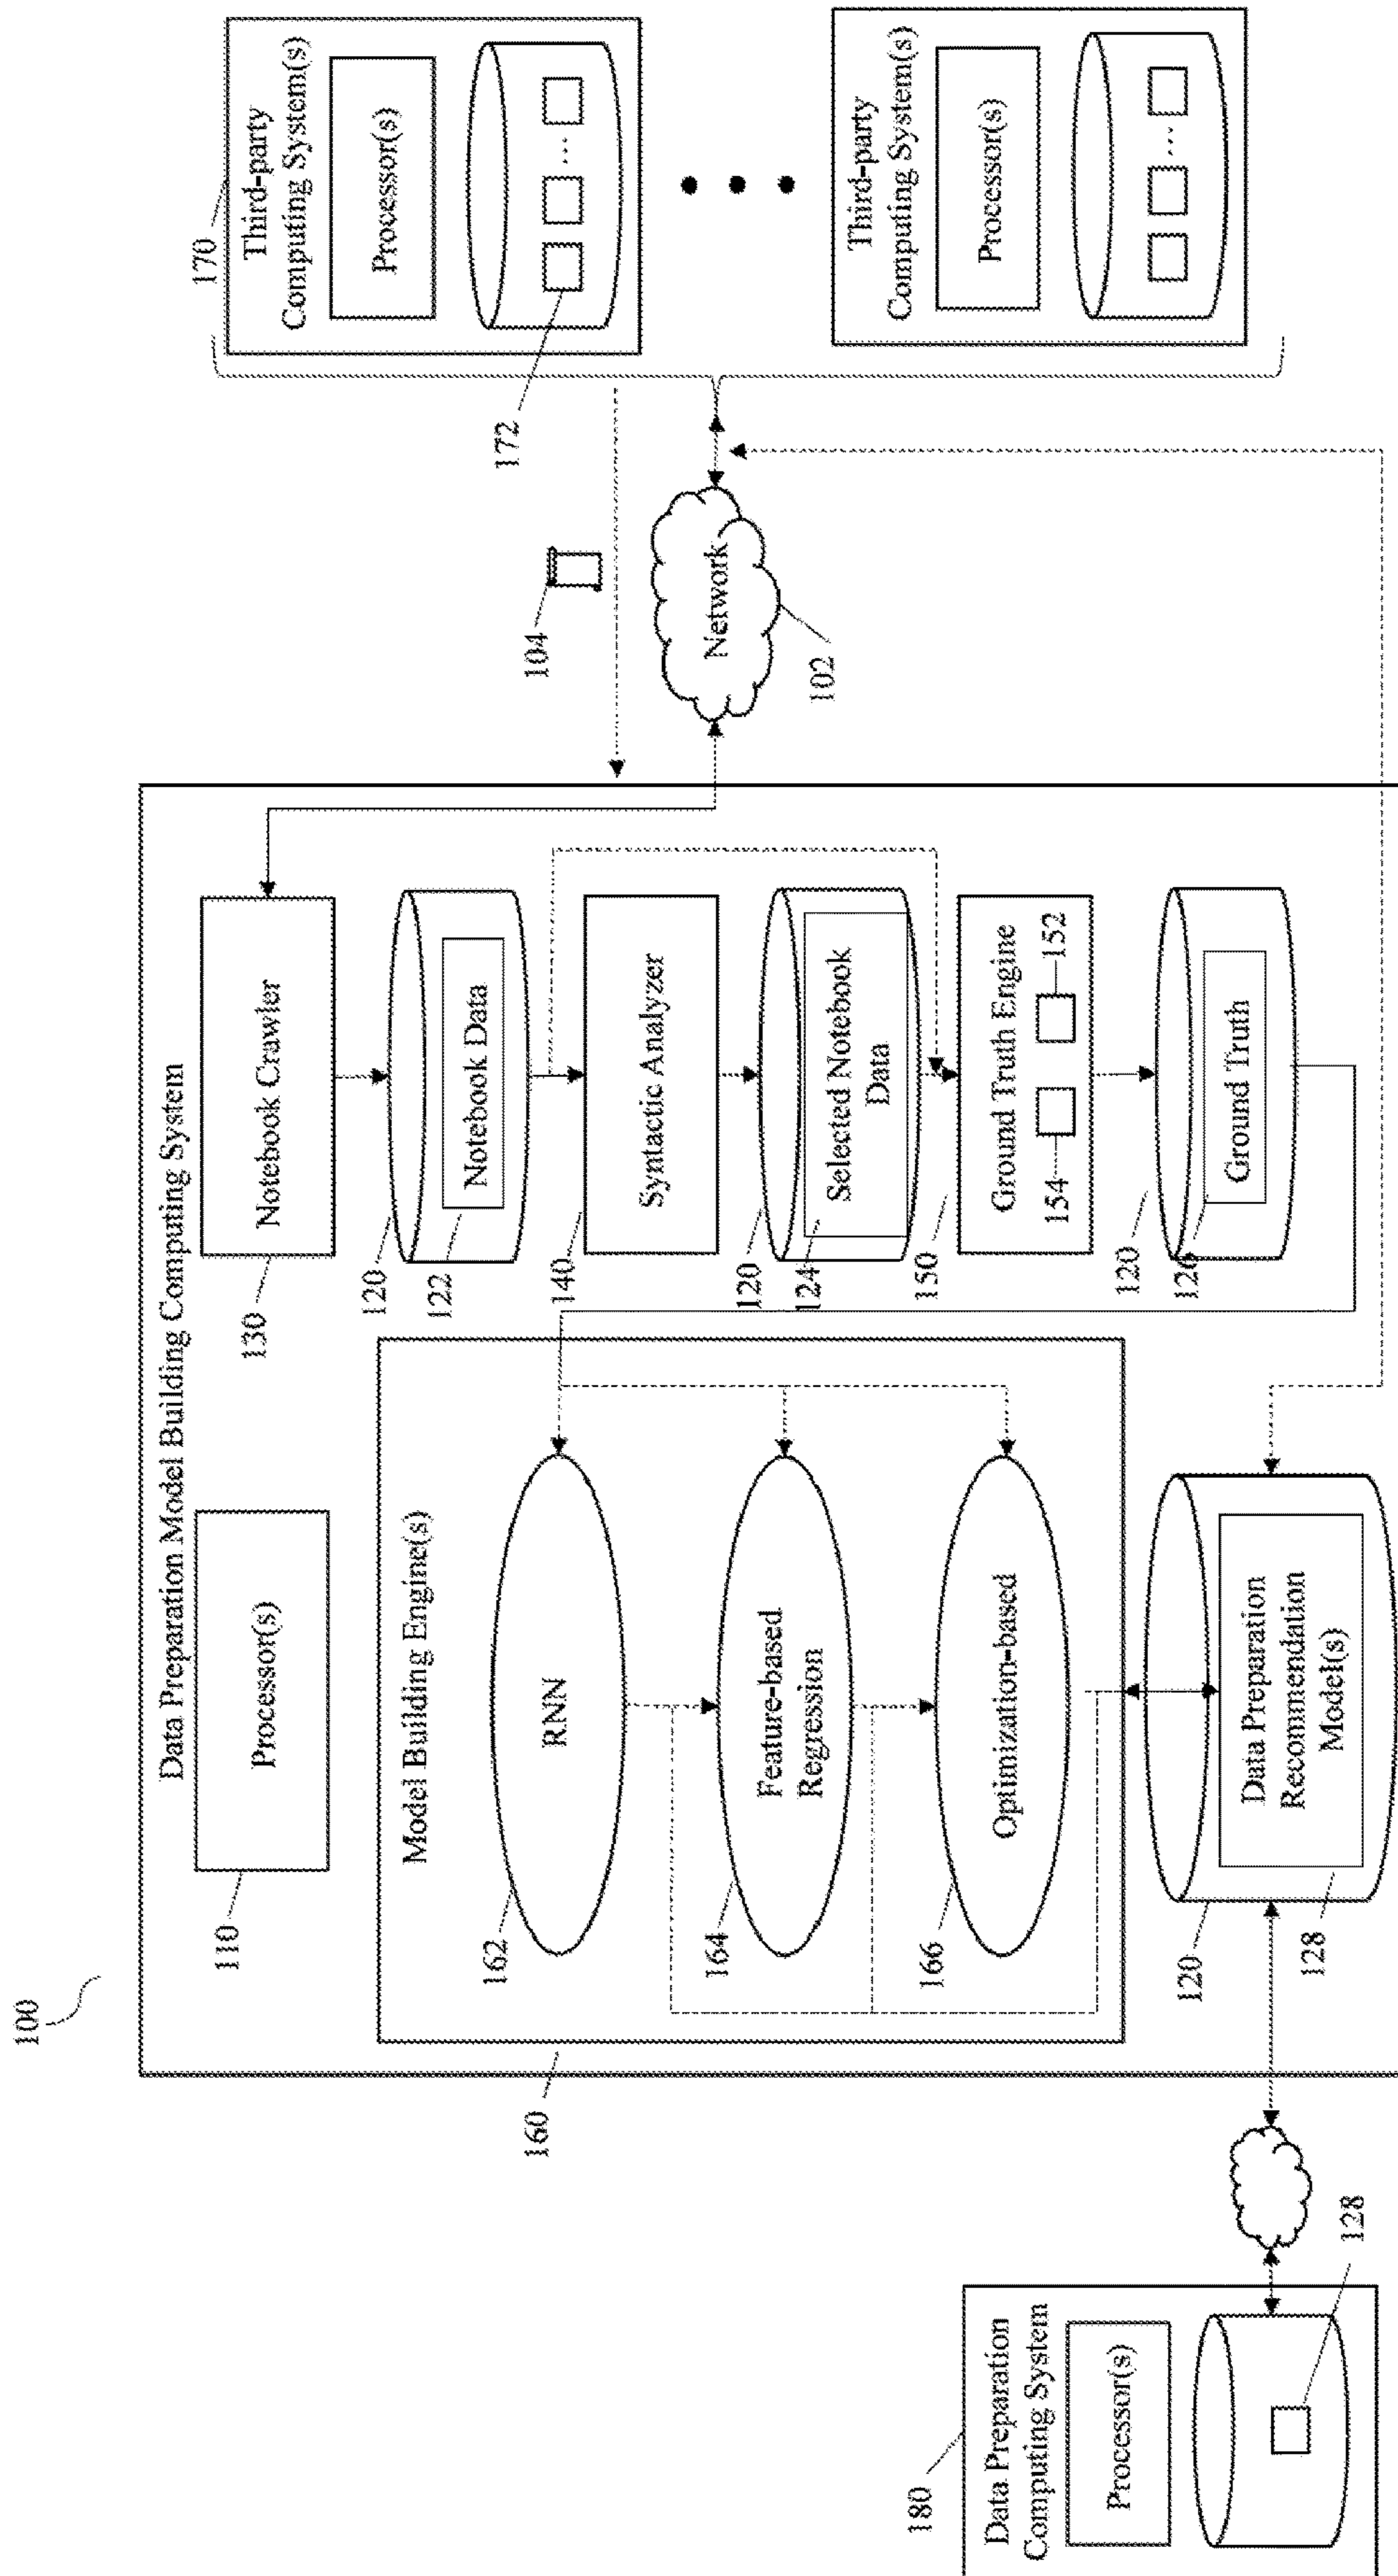 100
Data Preparation Model Building Computing System
Processor(s)
110
Model Building Engine(s)
160
RNN
162
Feature-based
Regression
164
Optimization-based
166
120
Data Preparation
Recommendation
Model(s)
128
Notebook Crawler
130
120
Notebook Data
122
Syntactic Analyzer
140
120
Selected Notebook
Data
124
Ground Truth Engine
150
154
152
120
Ground Truth
126
104
Network
102
170
Third-party
Computing System(s)
Processor(s)
172
...
Third-party
Computing System(s)
Processor(s)
...
180
Data Preparation
Computing System
Processor(s)
128